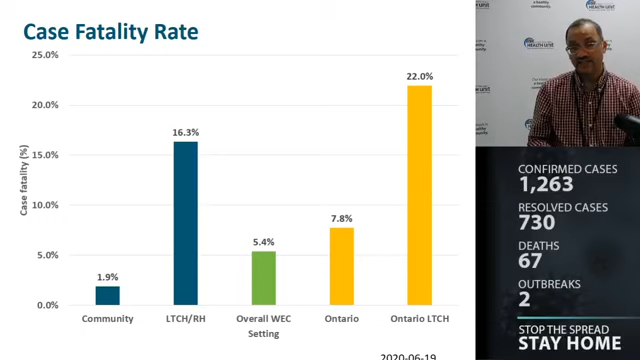 Case Fatality Rate
25.0%
20.0%
15.0%
10.0%
5.0%
0.0%
Case fatality (%)
1.9%
16.3%
5.4%
7.8%
22.0%
Community
LTCH/RH
Overall WEC
Setting
Ontario
Ontario LTCH
2020-06-19
HEALTH UNIT
CONFIRMED CASES
1,263
RESOLVED CASES
730
DEATHS
67
OUTBREAKS
2
STOP THE SPREAD
STAY HOME